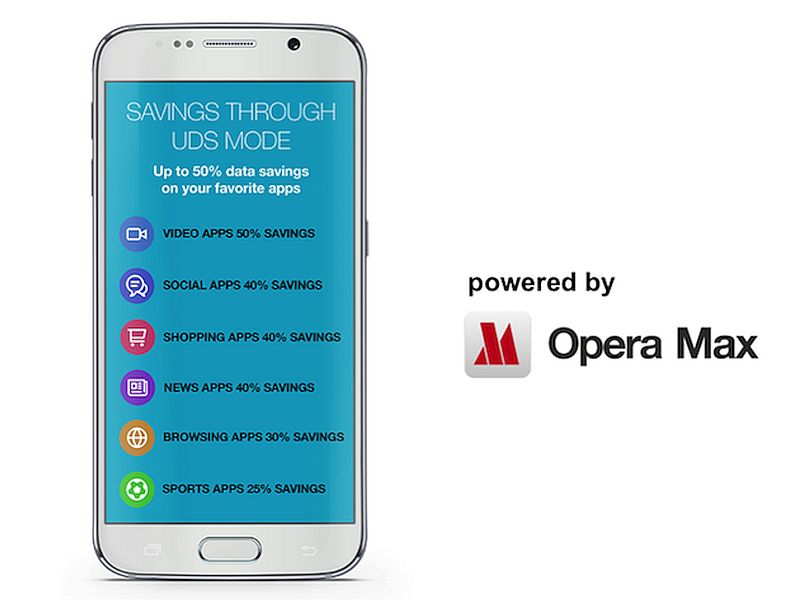 SAVINGS THROUGH
UDS MODE
Up to 50% data savings
on your favorite apps
VIDEO APPS 50% SAVINGS
SOCIAL APPS 40% SAVINGS
SHOPPING APPS 40% SAVINGS
NEWS APPS 40% SAVINGS
BROWSING APPS 30% SAVINGS
SPORTS APPS 25% SAVINGS
powered by
Opera Max